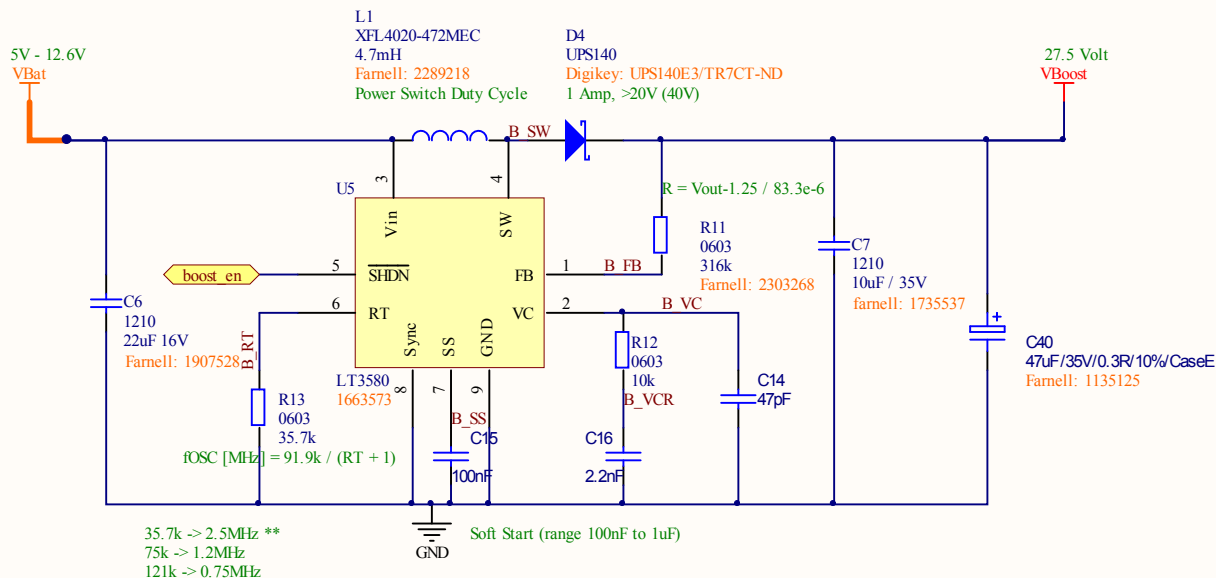 L1
XFL4020-472MEC
4.7mH
Farnell: 2289218
Power Switch Duty Cycle
D4
UPS140
Digikey: UPS140E3/TR7CT-ND
1 Amp, >20V (40V)
5V - 12.6V
VBat
27.5 Volt
VBoost
B_SW
3
4
U5
Vin
SW
R = Vout-1.25 / 83.3e-6
R11
0603
316k
Farnell: 2303268
boost_en
5
SHDN
FB
1
B_FB
6
RT
VC
2
B_VC
C7
1210
10uF / 35V
farnell: 1735537
C6
1210
22uF 16V
Farnell: 1907528
B_RT
Sync
SS
GND
R12
0603
10k
B_VCR
C40
47uF/35V/0.3R/10%/CaseE
Farnell: 1135125
+
LT3580
1663573
8
7
9
B_SS
C14
47pF
R13
0603
35.7k
fOSC [MHz] = 91.9k / (RT + 1)
C15
100nF
C16
2.2nF
35.7k -> 2.5MHz **
75k -> 1.2MHz
121k -> 0.75MHz
GND
Soft Start (range 100nF to 1uF)